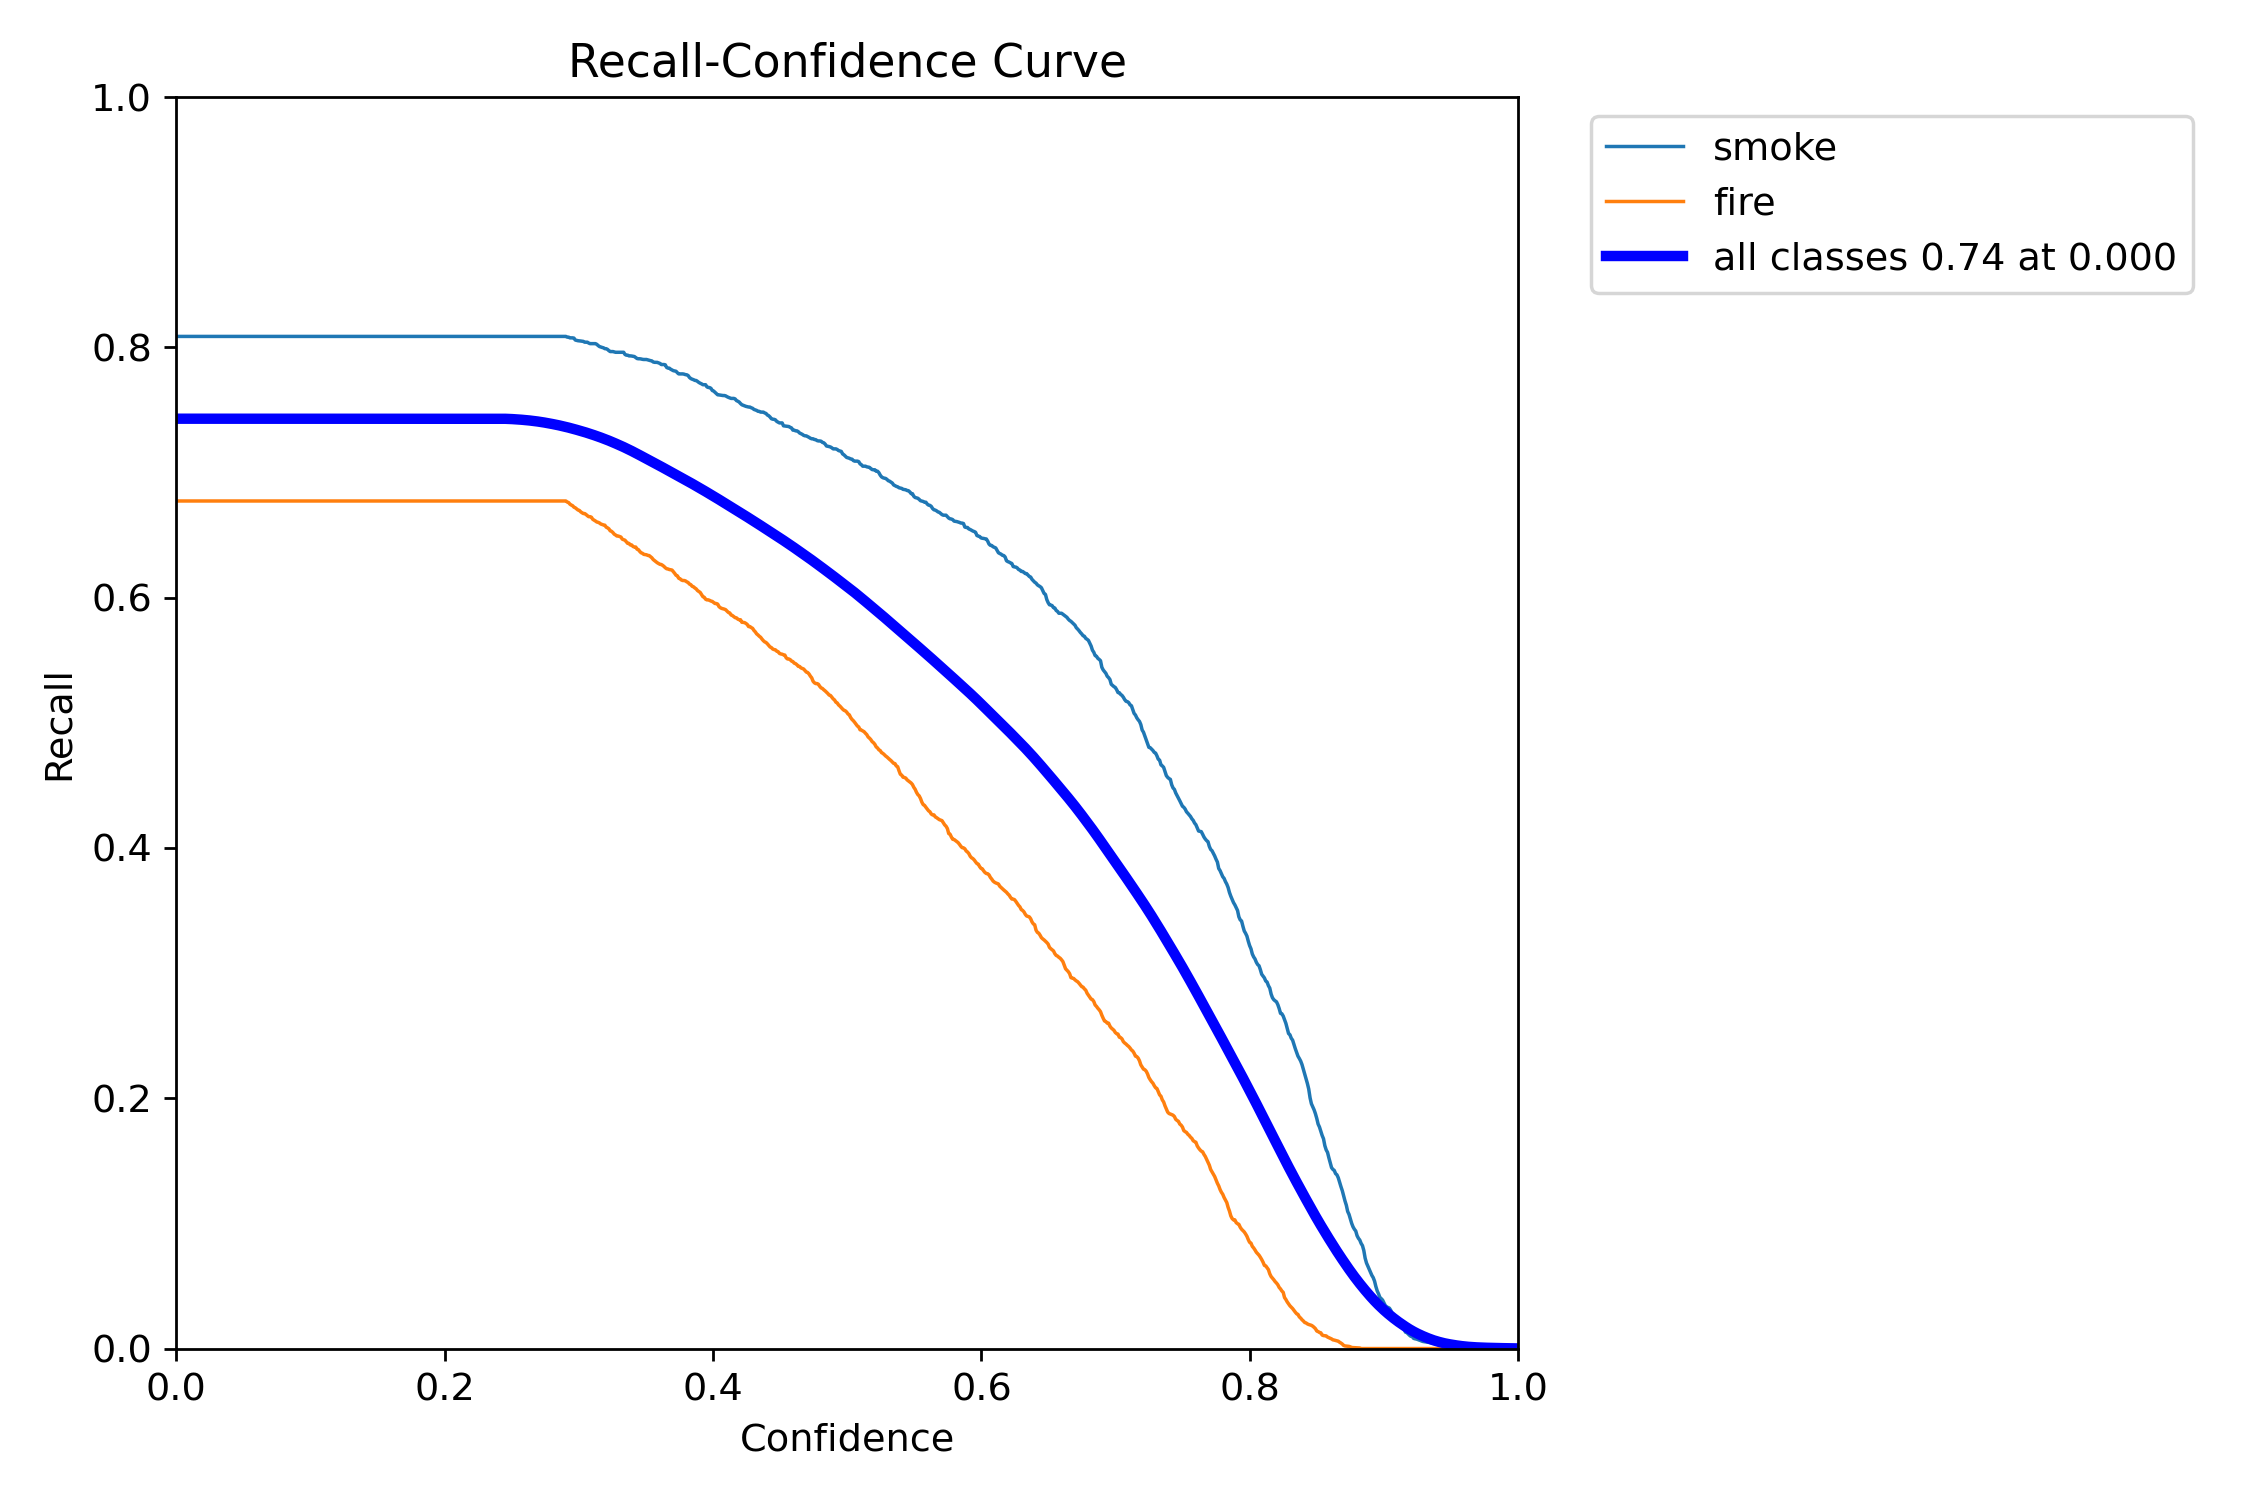 Recall-Confidence Curve
1.0
0.8
0.6
0.4
0.2
0.0
Recall
0.0 0.2 0.4 0.6 0.8 1.0
Confidence
smoke
fire
all classes 0.74 at 0.000